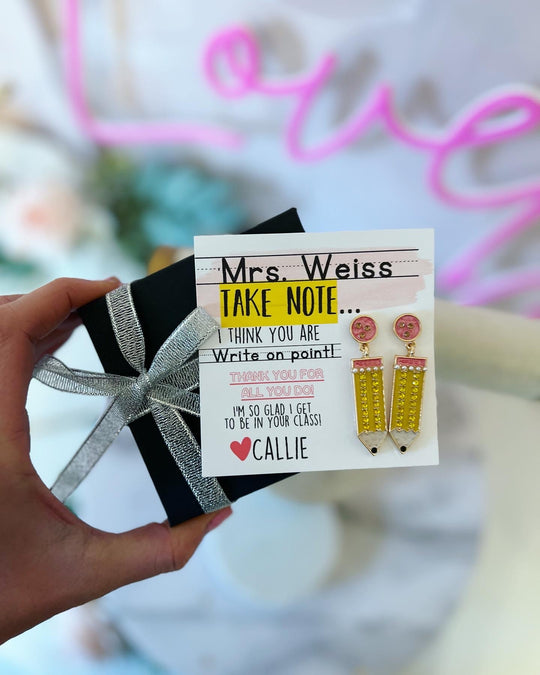 Love
Mrs. Weiss
TAKE NOTE...
I THINK YOU ARE
Write on point!
THANK YOU FOR
ALL YOU DO!
I'M SO GLAD I GET
TO BE IN YOUR CLASS!
CALLIE